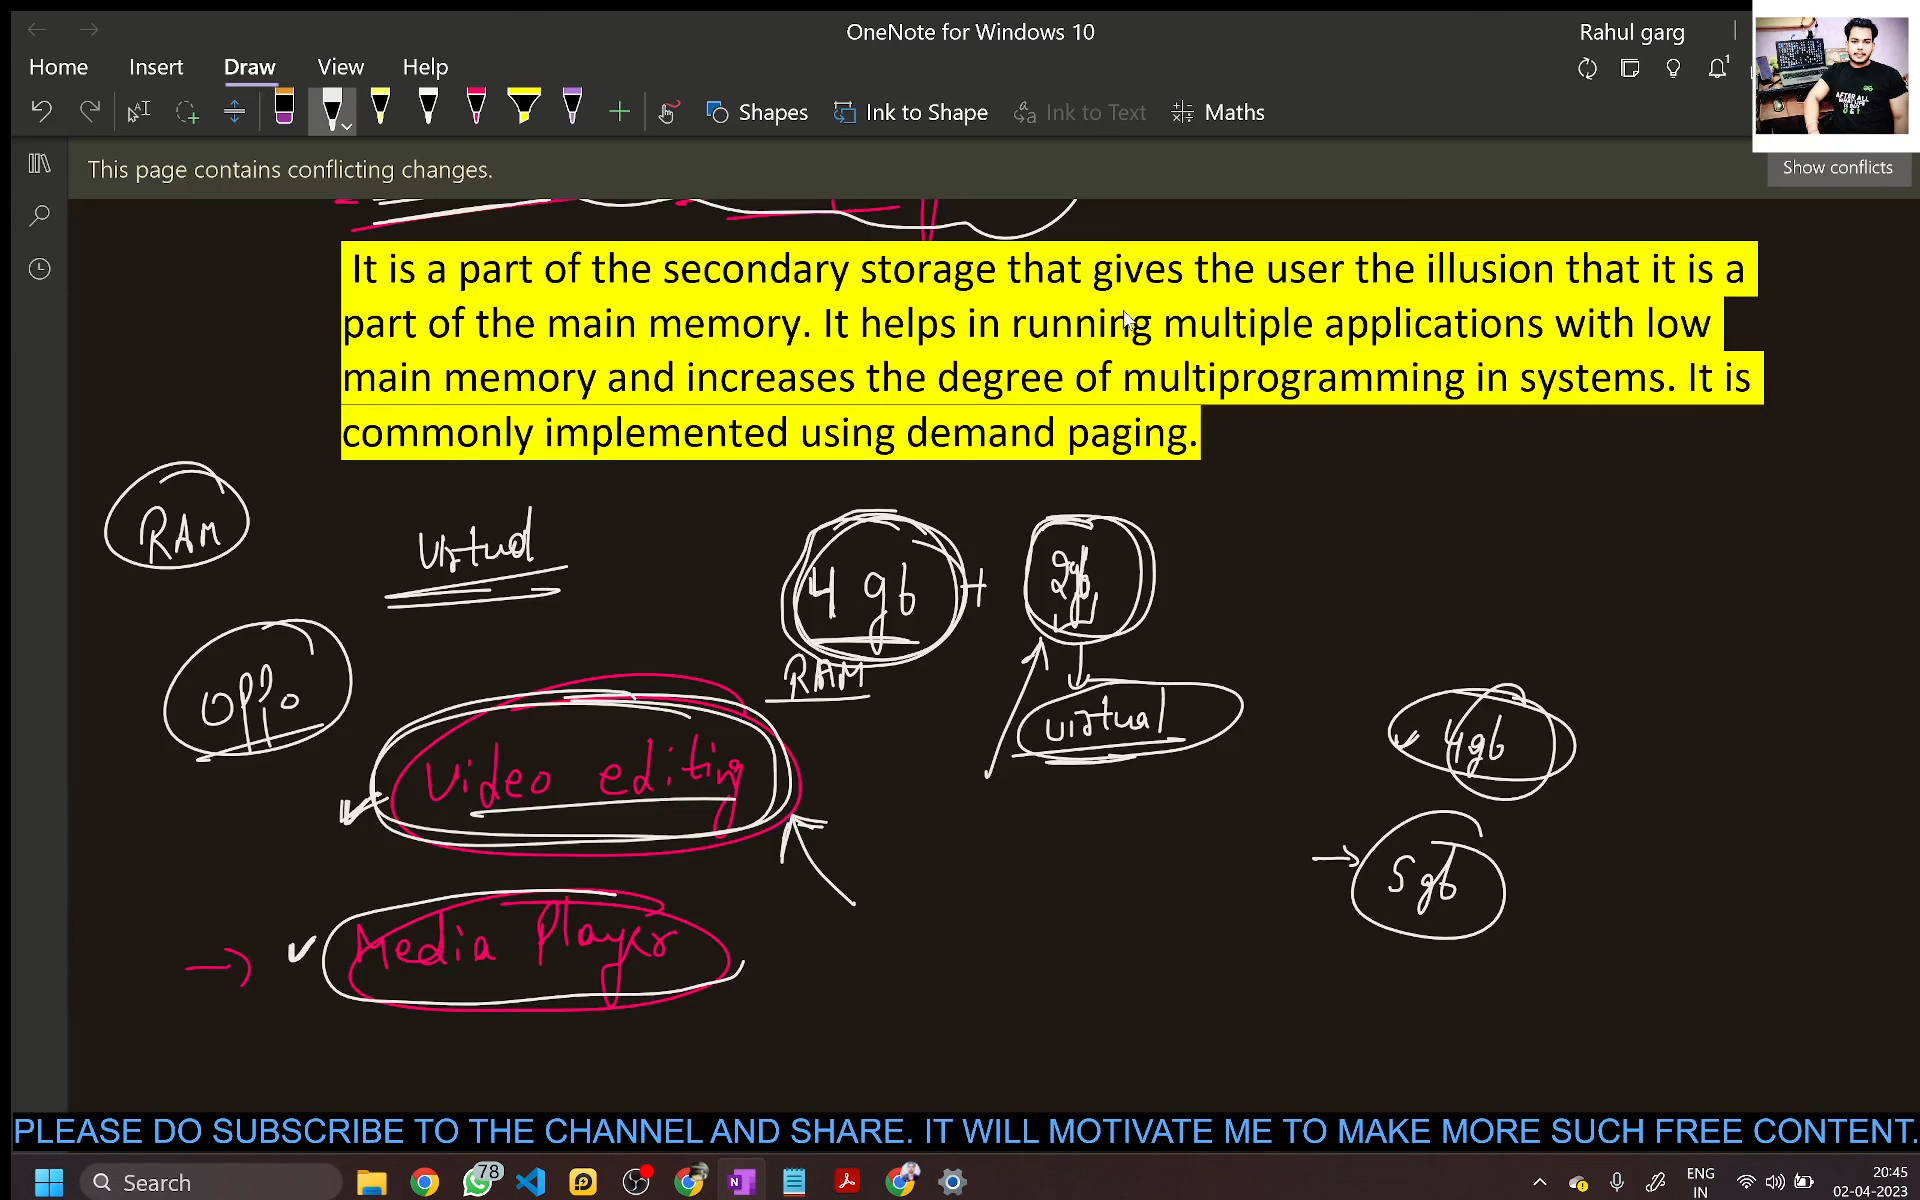 OneNote for Windows 10
Rahul garg
Home Insert Draw View Help
Shapes Ink to Shape Ink to Text Maths
This page contains conflicting changes.
Show conflicts
It is a part of the secondary storage that gives the user the illusion that it is a
part of the main memory. It helps in running multiple applications with low
main memory and increases the degree of multiprogramming in systems. It is
commonly implemented using demand paging.
RAM
Virtual
4 gb + 2gb
RAM
virtual
Oppo
Video editing
Media Player
4gb
5gb
PLEASE DO SUBSCRIBE TO THE CHANNEL AND SHARE. IT WILL MOTIVATE ME TO MAKE MORE SUCH FREE CONTENT.
Search
78
ENG
IN
20:45
02-04-2023